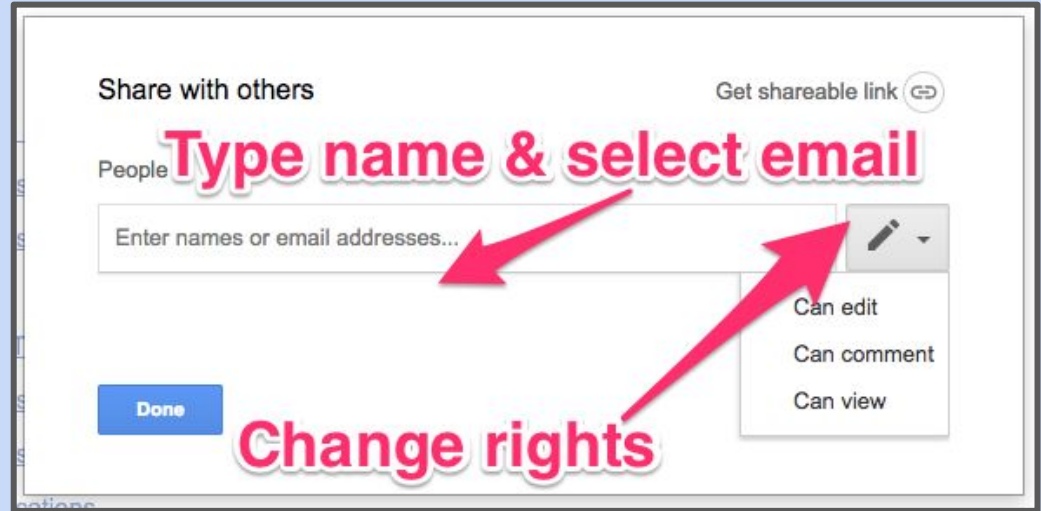 Share with others
Get shareable link
Type name & select email
People
Enter names or email addresses...
Can edit
Can comment
Can view
Done
Change rights